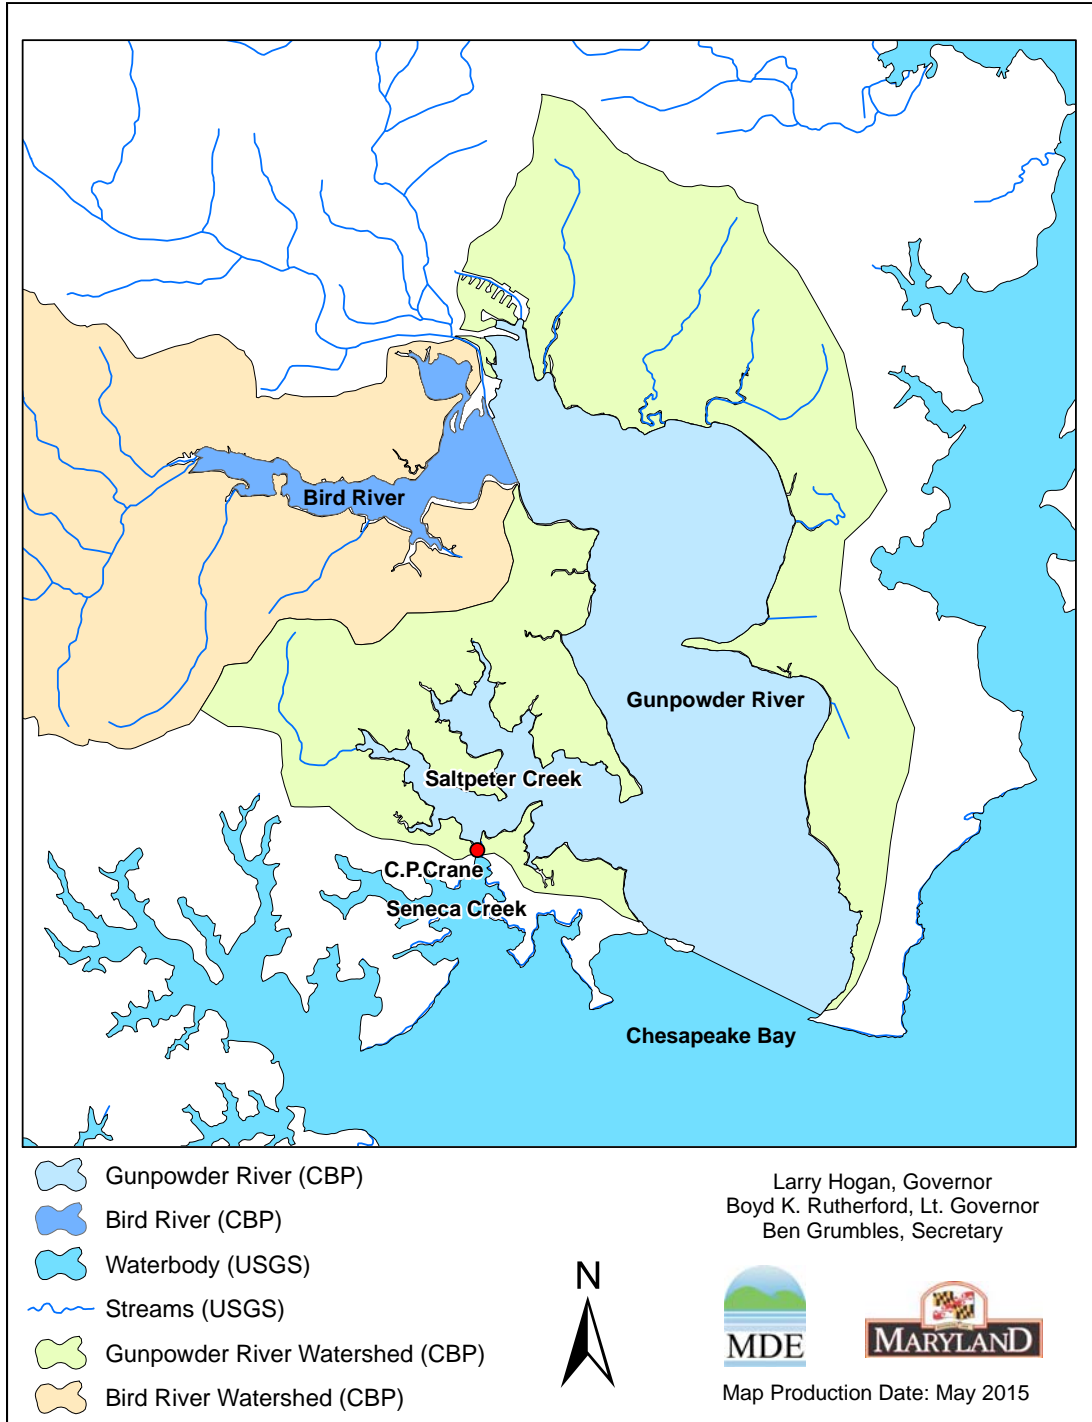 Bird River
Gunpowder River
Saltpeter Creek
C.P.Crane
Seneca Creek
Chesapeake Bay
Gunpowder River (CBP)
Bird River (CBP)
Waterbody (USGS)
Streams (USGS)
Gunpowder River Watershed (CBP)
Bird River Watershed (CBP)
N
Larry Hogan, Governor
Boyd K. Rutherford, Lt. Governor
Ben Grumbles, Secretary
MDE
MARYLAND
Map Production Date: May 2015